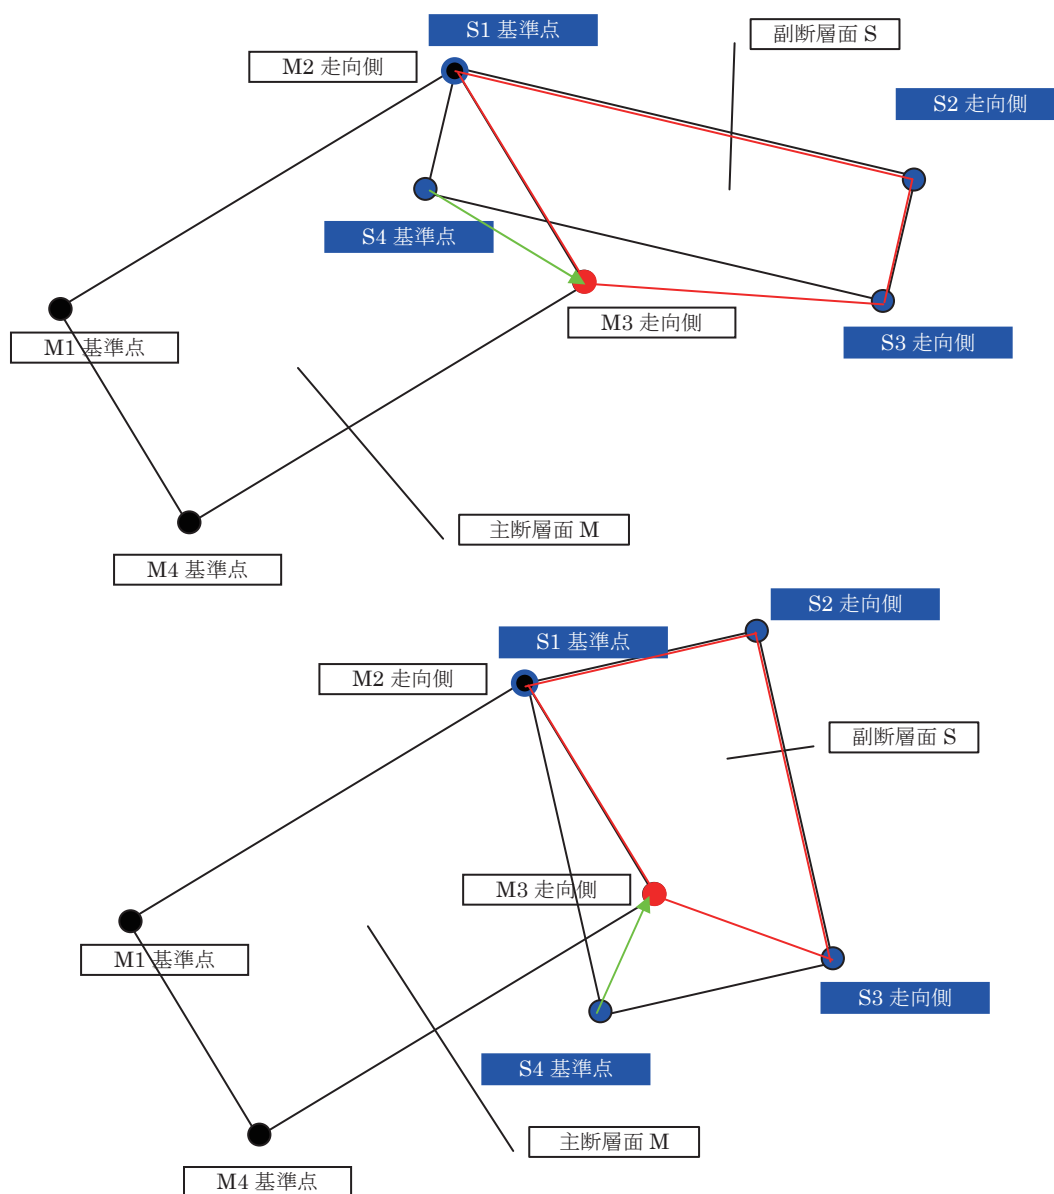 S1 基準点
副断層面 S
M2 走向側
S2 走向側
S4 基準点
M3 走向側
S3 走向側
M1 基準点
主断層面 M
M4 基準点
S2 走向側
S1 基準点
M2 走向側
副断層面 S
M3 走向側
M1 基準点
S3 走向側
S4 基準点
主断層面 M
M4 基準点